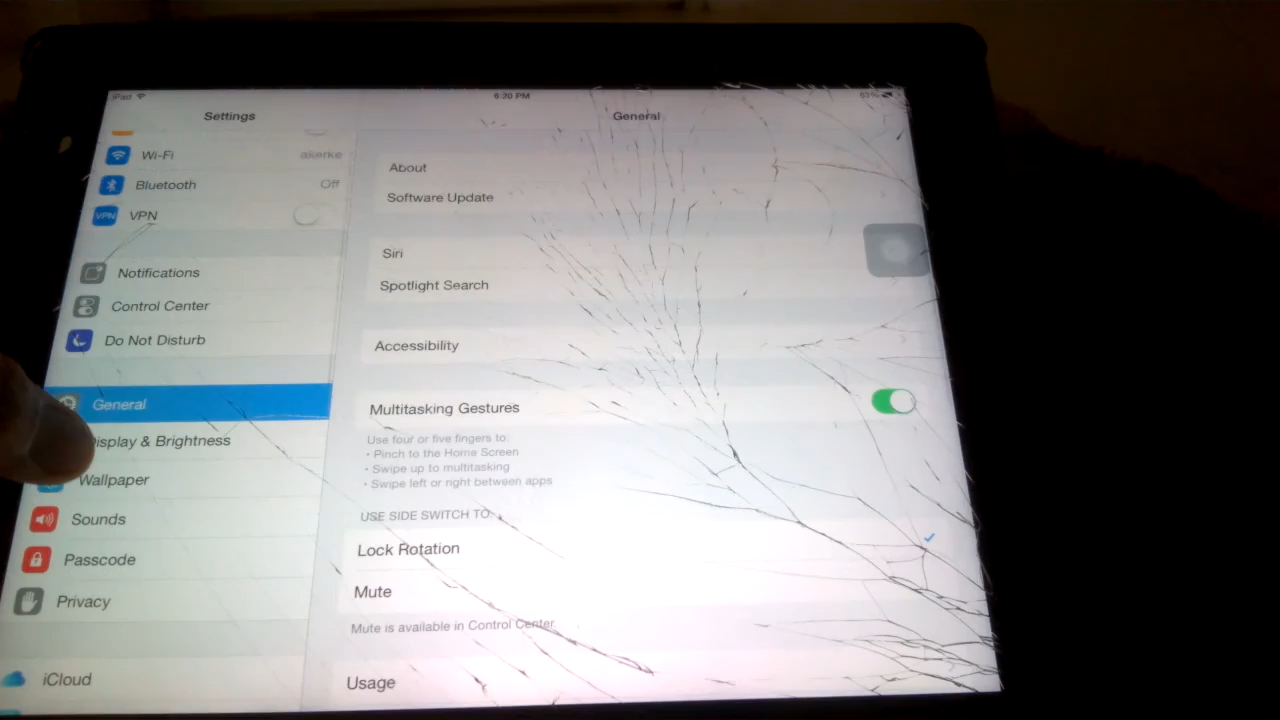 iPad 6:20 PM 63%
Settings
General
Wi-Fi akerke
Bluetooth Off
VPN VPN
Notifications
Control Center
Do Not Disturb
General
Display & Brightness
Wallpaper
Sounds
Passcode
Privacy
iCloud
About
Software Update
Siri
Spotlight Search
Accessibility
Multitasking Gestures
Use four or five fingers to:
• Pinch to the Home Screen
• Swipe up to multitasking
• Swipe left or right between apps
USE SIDE SWITCH TO:
Lock Rotation
Mute
Mute is available in Control Center.
Usage